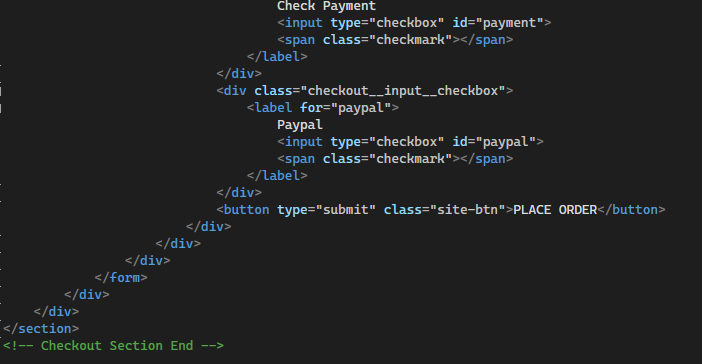 Check Payment
<input type="checkbox" id="payment">
<span class="checkmark"></span>
</label>
</div>
<div class="checkout__input__checkbox">
<label for="paypal">
Paypal
<input type="checkbox" id="paypal">
<span class="checkmark"></span>
</label>
</div>
<button type="submit" class="site-btn">PLACE ORDER</button>
</div>
</div>
</div>
</form>
</div>
</div>
</section>
<!-- Checkout Section End -->